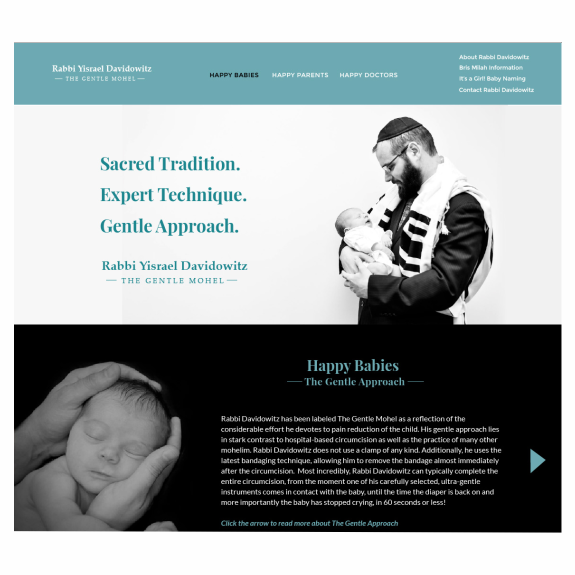 Rabbi Yisrael Davidowitz
THE GENTLE MOHEL
HAPPY BABIES HAPPY PARENTS HAPPY DOCTORS
About Rabbi Davidowitz
Bris Milah information
It's a Girl! Baby Naming
Contact Rabbi Davidowitz
Sacred Tradition.
Expert Technique.
Gentle Approach.
Rabbi Yisrael Davidowitz
THE GENTLE MOHEL
Happy Babies
The Gentle Approach
Rabbi Davidowitz has been labeled The Gentle Mohel as a reflection of the
considerable effort he devotes to pain reduction of the child. His gentle approach lies
in stark contrast to hospital-based circumcision as well as the practice of many other
mohelim. Rabbi Davidowitz does not use a clamp of any kind. Additionally, he uses the
latest bandaging technique, allowing him to remove the bandage almost immediately
after the circumcision. Most incredibly, Rabbi Davidowitz can typically complete the
entire circumcision, from the moment one of his carefully selected, ultra-gentle
instruments comes in contact with the baby, until the time the diaper is back on and
more importantly the baby has stopped crying, in 60 seconds or less!
Click the arrow to read more about The Gentle Approach